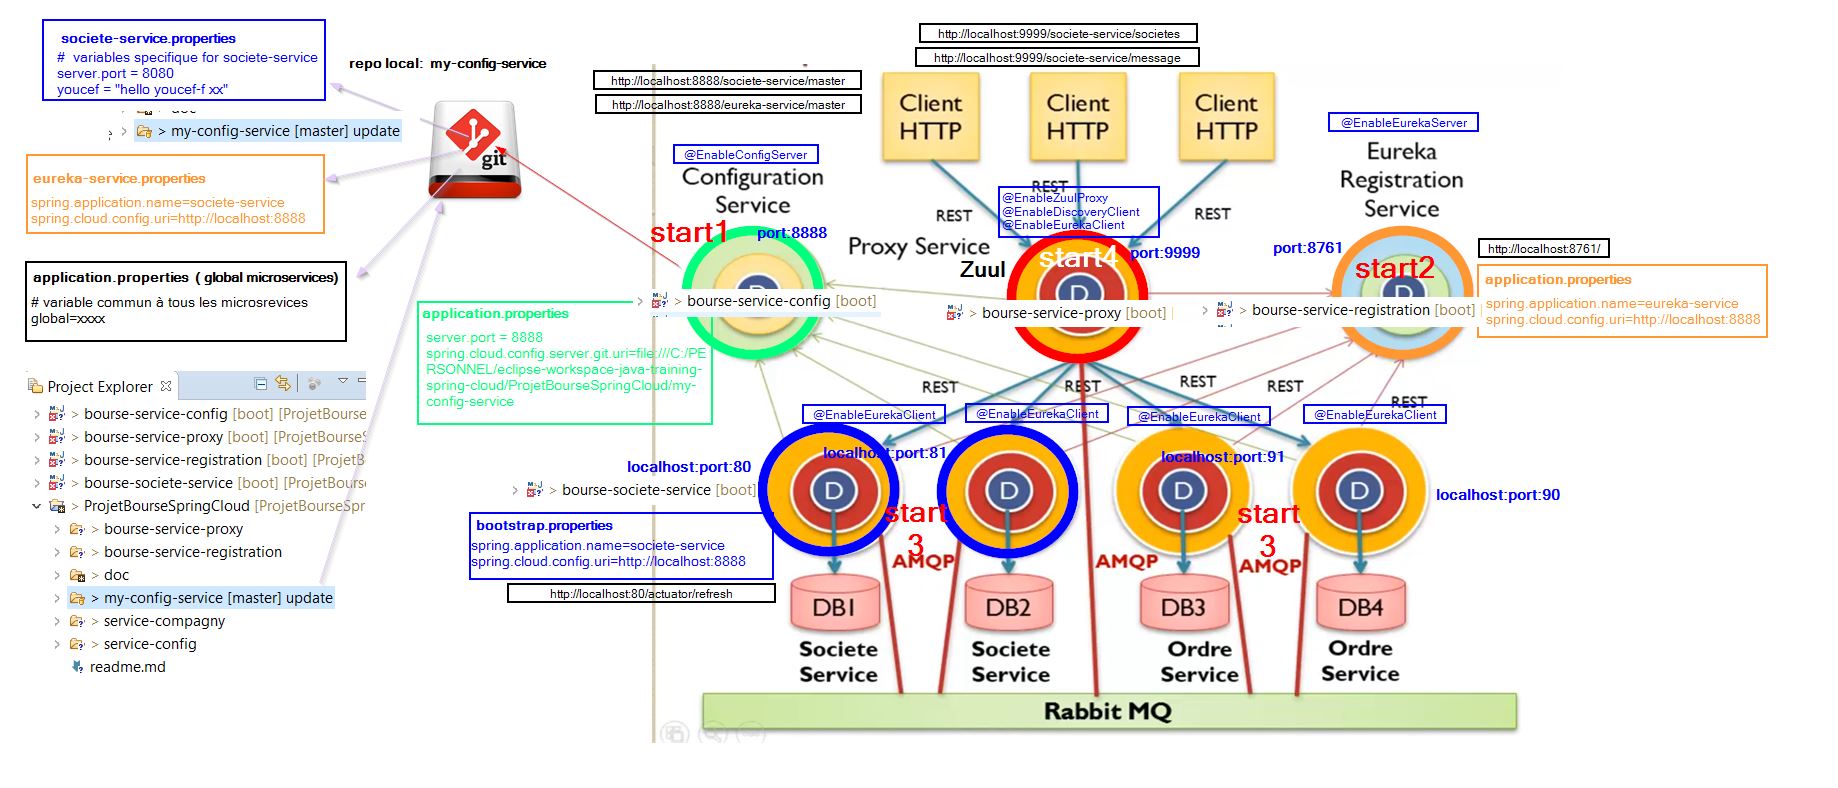 societe-service.properties
# variables specifique for societe-service
server.port = 8080
youcef = "hello youcef-f xx"
repo local: my-config-service
> my-config-service [master] update
git
eureka-service.properties
spring.application.name=societe-service
spring.cloud.config.uri=http://localhost:8888
application.properties ( global microservices)
# variable commun à tous les microsrevices
global=xxxx
Project Explorer
> bourse-service-config [boot] [ProjetBourse
> bourse-service-proxy [boot] [ProjetBourseS
> bourse-service-registration [boot] [ProjetB
> bourse-societe-service [boot] [ProjetBourse
> ProjetBourseSpringCloud [ProjetBourseSpr
> bourse-service-proxy
> bourse-service-registration
> doc
> my-config-service [master] update
> service-compagny
> service-config
readme.md
http://localhost:8888/societe-service/master
http://localhost:8888/eureka-service/master
@EnableConfigServer
Configuration
Service
start1
port:8888
D
> bourse-service-config [boot]
application.properties
server.port = 8888
spring.cloud.config.server.git.uri=file:///C:/PE
RSONNEL/eclipse-workspace-java-training-
spring-cloud/ProjetBourseSpringCloud/my-
config-service
http://localhost:9999/societe-service/societes
http://localhost:9999/societe-service/message
Client
HTTP
Client
HTTP
Client
HTTP
REST
REST
REST
@EnableZuulProxy
@EnableDiscoveryClient
@EnableEurekaClient
Proxy Service
Zuul
start4
port:9999
D
> bourse-service-proxy [boot]
@EnableEurekaServer
Eureka
Registration
Service
port:8761
start2
D
> bourse-service-registration [boot]
http://localhost:8761/
application.properties
spring.application.name=eureka-service
spring.cloud.config.uri=http://localhost:8888
REST
REST
REST
REST
REST
@EnableEurekaClient
@EnableEurekaClient
@EnableEurekaClient
@EnableEurekaClient
localhost:port:80
localhost:port:81
localhost:port:91
localhost:port:90
D
D
D
D
> bourse-societe-service [boot]
start
3
start
3
bootstrap.properties
spring.application.name=societe-service
spring.cloud.config.uri=http://localhost:8888
http://localhost:80/actuator/refresh
AMQP
AMQP
AMQP
DB1
DB2
DB3
DB4
Societe
Service
Societe
Service
Ordre
Service
Ordre
Service
Rabbit MQ